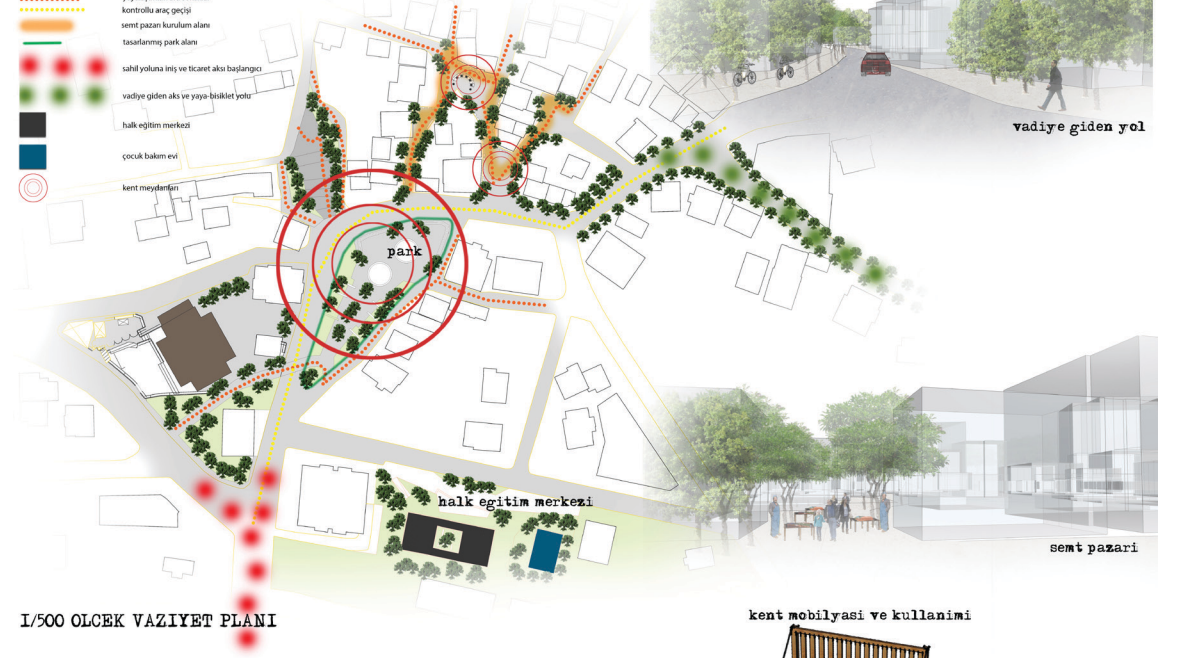 kontrollu araç geçişi
semt pazarı kurulum alanı
tasarlanmış park alanı
sahil yoluna iniş ve ticaret aksı başlangıcı
vadiye giden aks ve yaya-bisiklet yolu
halk eğitim merkezi
çocuk bakım evi
kent meydanları
vadiye giden yol
park
halk egitim merkezi
semt pazari
1/500 OLCEK VAZIYET PLANI
kent mobilyasi ve kullanimi